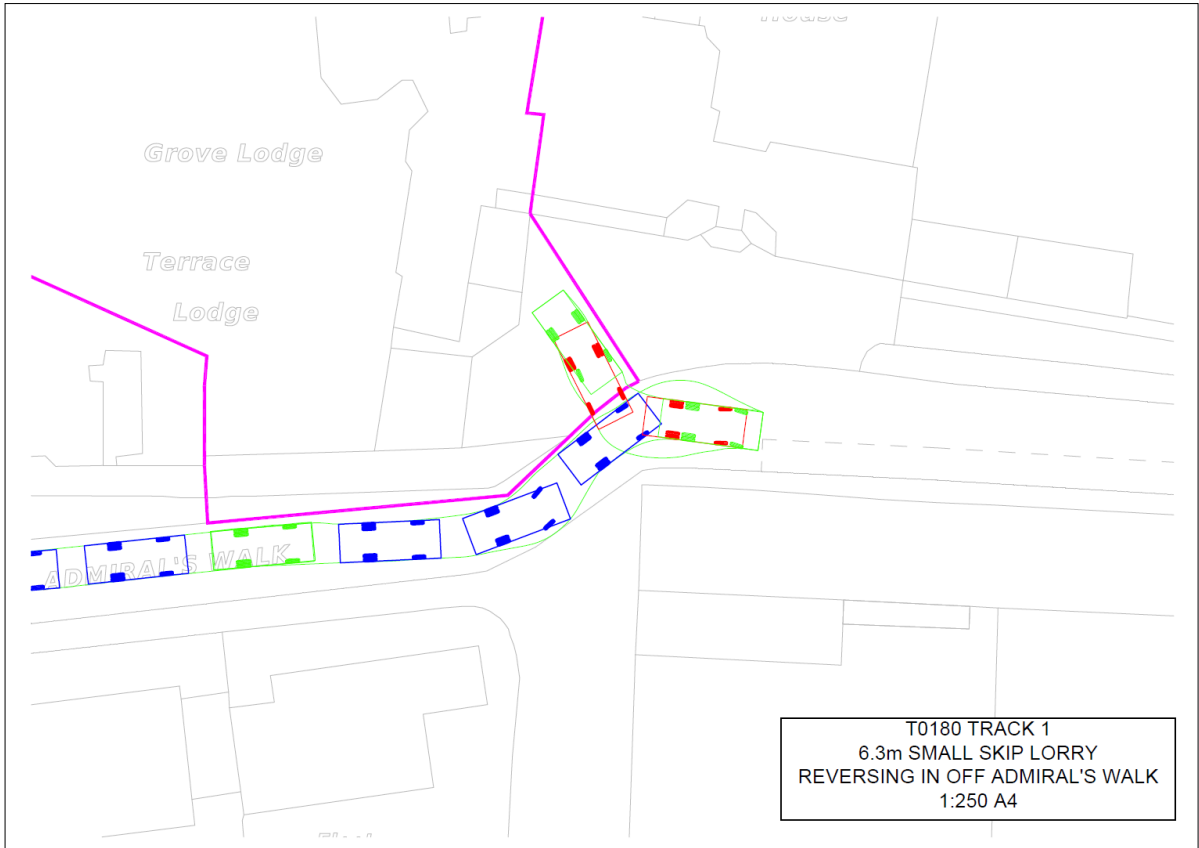 House
Grove Lodge
Terrace
Lodge
ADMIRAL'S WALK
T0180 TRACK 1
6.3m SMALL SKIP LORRY
REVERSING IN OFF ADMIRAL'S WALK
1:250 A4